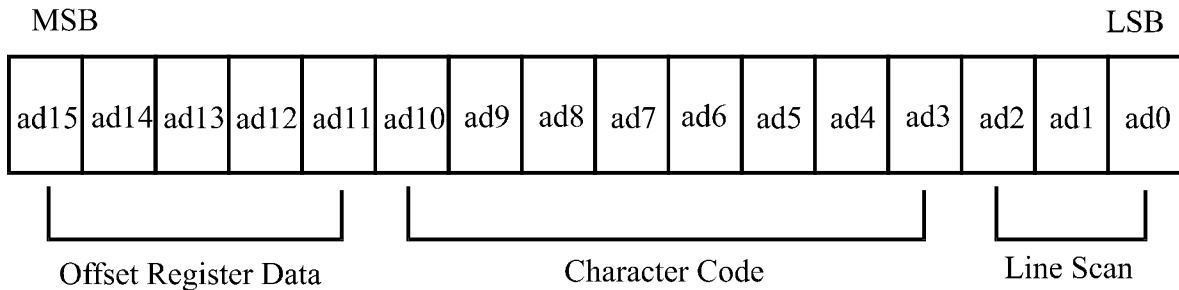 MSB LSB
ad15 ad14 ad13 ad12 ad11 ad10 ad9 ad8 ad7 ad6 ad5 ad4 ad3 ad2 ad1 ad0
Offset Register Data Character Code Line Scan